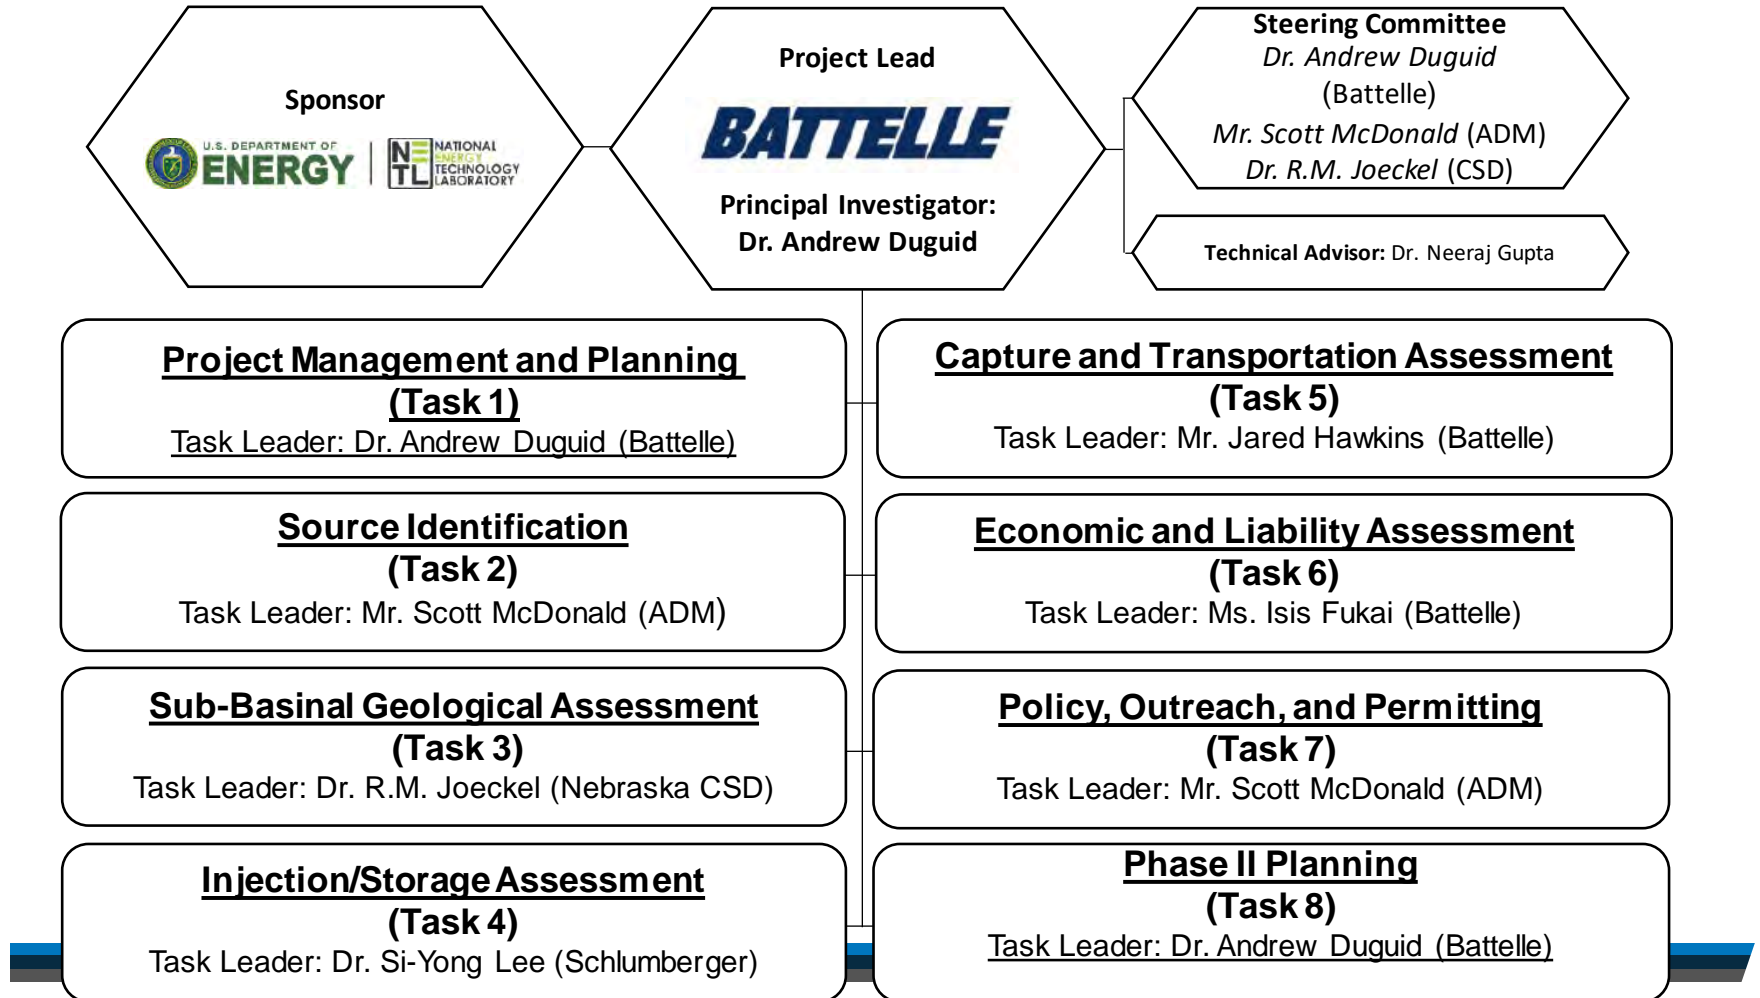 Sponsor
U.S. DEPARTMENT OF
ENERGY
NE
TL
NATIONAL
ENERGY
TECHNOLOGY
LABORATORY
Project Lead
BATTELLE
Principal Investigator:
Dr. Andrew Duguid
Steering Committee
Dr. Andrew Duguid
(Battelle)
Mr. Scott McDonald (ADM)
Dr. R.M. Joeckel (CSD)
Technical Advisor: Dr. Neeraj Gupta
Project Management and Planning
(Task 1)
Task Leader: Dr. Andrew Duguid (Battelle)
Source Identification
(Task 2)
Task Leader: Mr. Scott McDonald (ADM)
Sub-Basinal Geological Assessment
(Task 3)
Task Leader: Dr. R.M. Joeckel (Nebraska CSD)
Injection/Storage Assessment
(Task 4)
Task Leader: Dr. Si-Yong Lee (Schlumberger)
Capture and Transportation Assessment
(Task 5)
Task Leader: Mr. Jared Hawkins (Battelle)
Economic and Liability Assessment
(Task 6)
Task Leader: Ms. Isis Fukai (Battelle)
Policy, Outreach, and Permitting
(Task 7)
Task Leader: Mr. Scott McDonald (ADM)
Phase II Planning
(Task 8)
Task Leader: Dr. Andrew Duguid (Battelle)